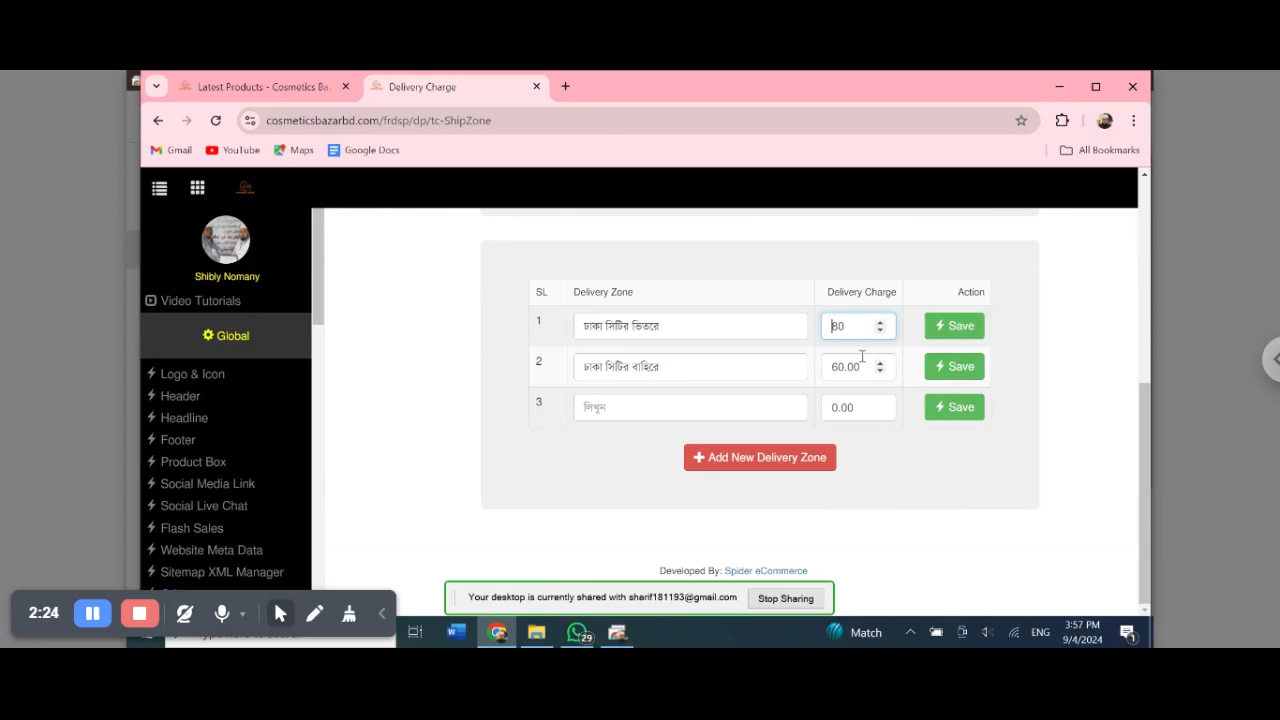 Latest Products - Cosmetics Ba
Delivery Charge
cosmeticsbazarbd.com/frdsp/dp/tc-ShipZone
Gmail YouTube Maps Google Docs All Bookmarks
Shibly Nomany
Video Tutorials
Global
Logo & Icon
Header
Headline
Footer
Product Box
Social Media Link
Social Live Chat
Flash Sales
Website Meta Data
Sitemap XML Manager
SL Delivery Zone Delivery Charge Action
1 ঢাকা সিটির ভিতরে 80 Save
2 ঢাকা সিটির বাহিরে 60.00 Save
3 লিখুন 0.00 Save
Add New Delivery Zone
Developed By: Spider eCommerce
Your desktop is currently shared with sharif181193@gmail.com Stop Sharing
2:24
29
Match
ENG
3:57 PM
9/4/2024
1